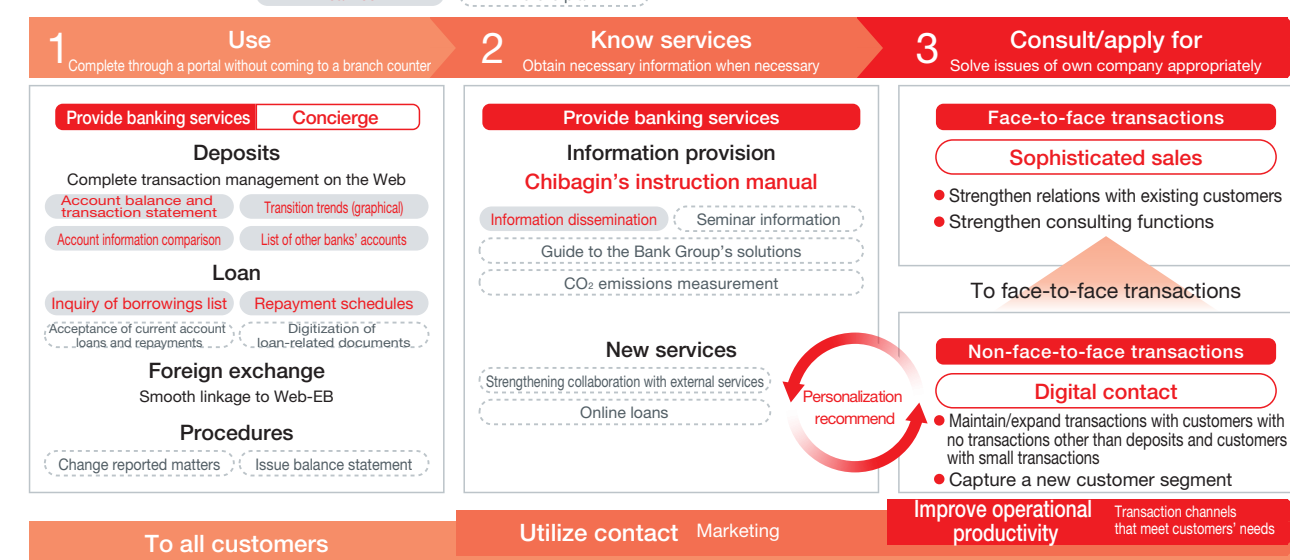 1
Use
Complete through a portal without coming to a branch counter
2
Know services
Obtain necessary information when necessary
3
Consult/apply for
Solve issues of own company appropriately
Provide banking services
Concierge
Deposits
Complete transaction management on the Web
Account balance and
transaction statement
Transition trends (graphical)
Account information comparison
List of other banks' accounts
Loan
Inquiry of borrowings list
Repayment schedules
Acceptance of current account
loans and repayments
Digitization of
loan-related documents
Foreign exchange
Smooth linkage to Web-EB
Procedures
Change reported matters
Issue balance statement
Provide banking services
Information provision
Chibagin's instruction manual
Information dissemination
Seminar information
Guide to the Bank Group's solutions
CO₂ emissions measurement
New services
Strengthening collaboration with external services
Online loans
Personalization
recommend
Face-to-face transactions
Sophisticated sales
Strengthen relations with existing customers
Strengthen consulting functions
To face-to-face transactions
Non-face-to-face transactions
Digital contact
Maintain/expand transactions with customers with
no transactions other than deposits and customers
with small transactions
Capture a new customer segment
To all customers
Utilize contact
Marketing
Improve operational
productivity
Transaction channels
that meet customers' needs